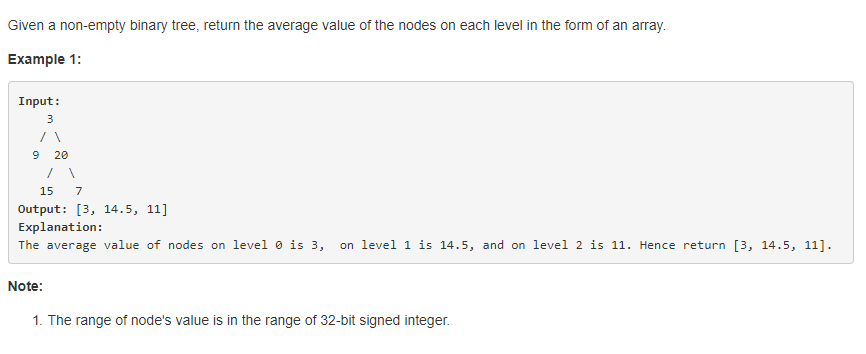 Given a non-empty binary tree, return the average value of the nodes on each level in the form of an array.
Example 1:
Input:
    3
   / \
  9  20
    /  \
   15   7
Output: [3, 14.5, 11]
Explanation:
The average value of nodes on level 0 is 3,  on level 1 is 14.5, and on level 2 is 11. Hence return [3, 14.5, 11].
Note:
1. The range of node's value is in the range of 32-bit signed integer.